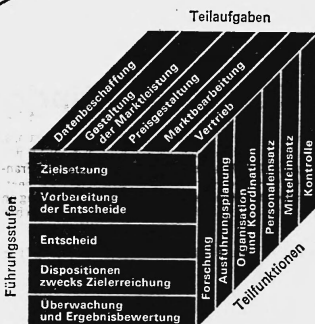 Teilaufgaben
Datenbeschaffung
Gestaltung
der Marktleistung
Preisgestaltung
Marktbearbeitung
Vertrieb
Führungsstufen
Zielsetzung
Vorbereitung
der Entscheide
Entscheid
Dispositionen
zwecks Zielerreichung
Überwachung
und Ergebnisbewertung
Forschung
Ausführungsplanung
Organisation
und Koordination
Personaleinsatz
Mitteleinsatz
Kontrolle
Teilfunktionen